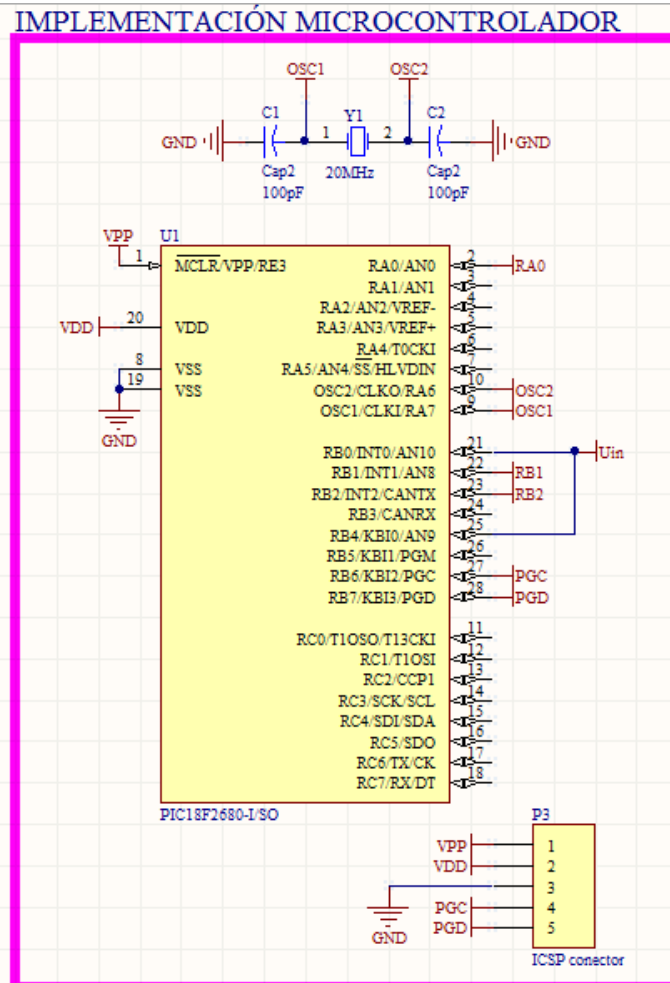 IMPLEMENTACIÓN MICROCONTROLADOR
OSC1
OSC2
C1
Y1
C2
GND
1
2
GND
Cap2
20MHz
Cap2
100pF
100pF
VPP
U1
1
MCLR/VPP/RE3
RA0/AN0
2
RA0
RA1/AN1
3
RA2/AN2/VREF-
4
VDD
20
VDD
RA3/AN3/VREF+
5
RA4/T0CKI
6
8
VSS
RA5/AN4/SS/HLVDIN
7
19
VSS
OSC2/CLKO/RA6
10
OSC2
OSC1/CLKI/RA7
9
OSC1
GND
RB0/INT0/AN10
21
Uin
RB1/INT1/AN8
22
RB1
RB2/INT2/CANTX
23
RB2
RB3/CANRX
24
RB4/KBI0/AN9
25
RB5/KBI1/PGM
26
RB6/KBI2/PGC
27
PGC
RB7/KBI3/PGD
28
PGD
RC0/T1OSO/T13CKI
11
RC1/T1OSI
12
RC2/CCP1
13
RC3/SCK/SCL
14
RC4/SDI/SDA
15
RC5/SDO
16
RC6/TX/CK
17
RC7/RX/DT
18
PIC18F2680-I/SO
P3
VPP
1
VDD
2
3
PGC
4
PGD
5
GND
ICSP conector